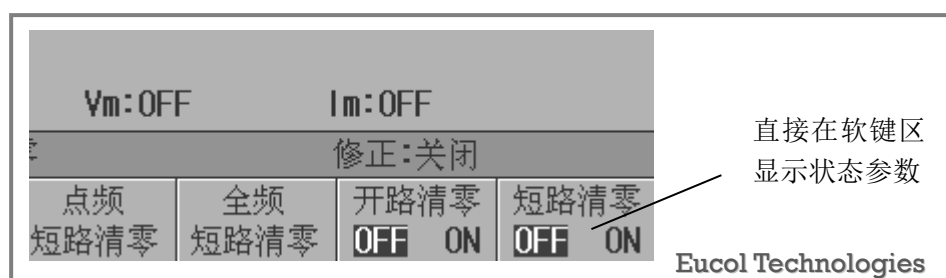 Vm:OFF Im:OFF
修正:关闭
点频 全频 开路清零 短路清零
短路清零 短路清零 OFF ON OFF ON
直接在软键区
显示状态参数
Eucol Technologies